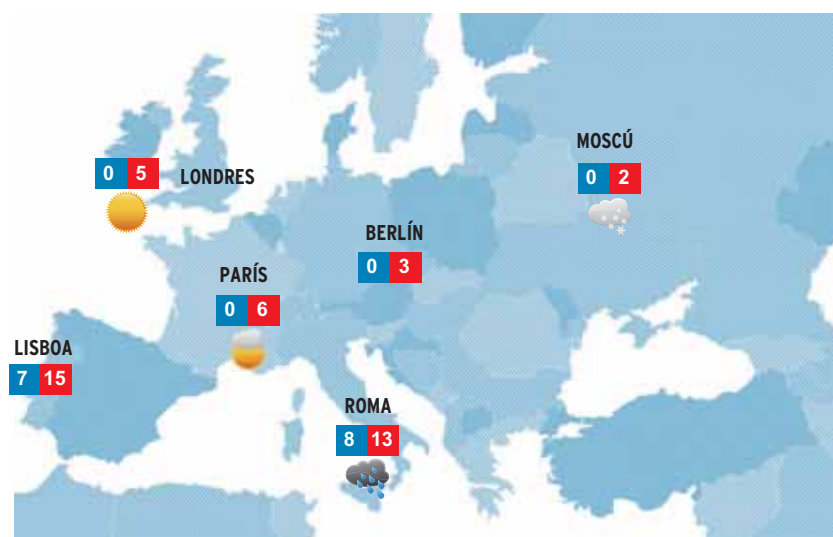 MOSCÚ
0 2
0 5
LONDRES
BERLÍN
0 3
PARÍS
0 6
LISBOA
7 15
ROMA
8 13